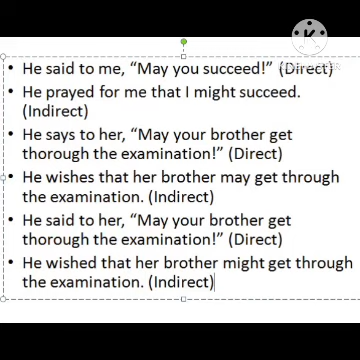 • He said to me, “May you succeed!” (Direct)
• He prayed for me that I might succeed.
(Indirect)
• He says to her, “May your brother get
thorough the examination!” (Direct)
• He wishes that her brother may get through
the examination. (Indirect)
• He said to her, “May your brother get
thorough the examination!” (Direct)
• He wished that her brother might get through
the examination. (Indirect)